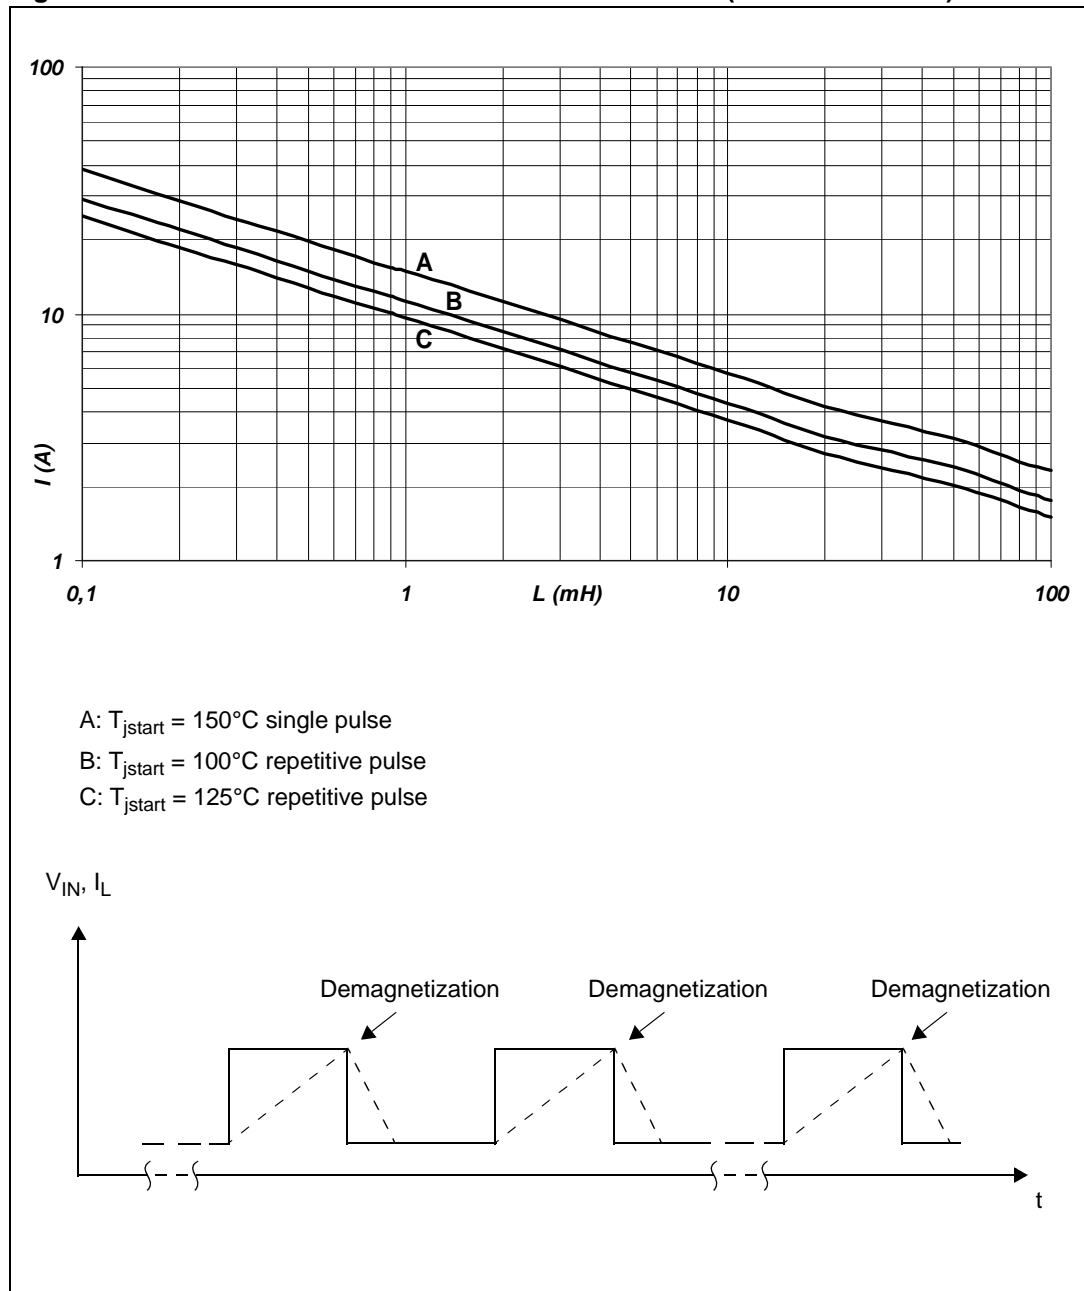 100
A
B
10
C
I (A)
1
0,1 1 L (mH) 10 100
A: Tjstart = 150°C single pulse
B: Tjstart = 100°C repetitive pulse
C: Tjstart = 125°C repetitive pulse
VIN, IL
Demagnetization Demagnetization Demagnetization
t